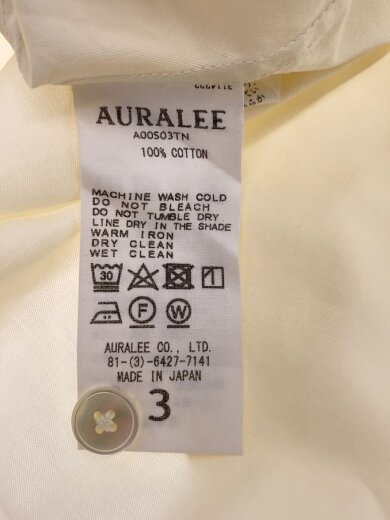 AURALEE
A00S03TN
100% COTTON
MACHINE WASH COLD
DO NOT BLEACH
DO NOT TUMBLE DRY
LINE DRY IN THE SHADE
WARM IRON
DRY CLEAN
WET CLEAN
30
F W
AURALEE CO., LTD.
81-(3)-6427-7141
MADE IN JAPAN
3